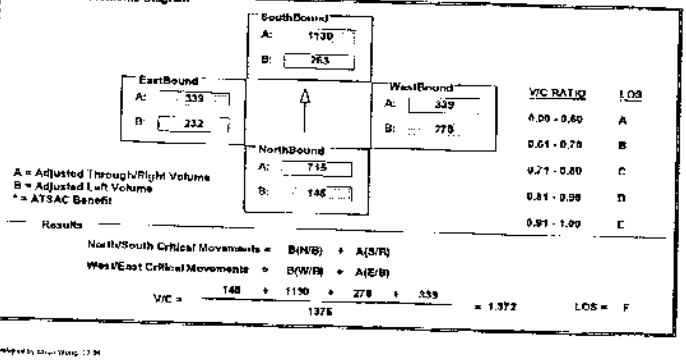 SouthBound
A: 1130
B: 263
EastBound
A: 339
B: 232
WestBound
A: 339
B: 278
NorthBound
A: 715
B: 148
V/C RATIO LOS
0.00 - 0.60 A
0.61 - 0.70 B
0.71 - 0.80 C
0.81 - 0.90 D
0.91 - 1.00 E
A = Adjusted Through/Right Volume
B = Adjusted Left Volume
* = ATSAC Benefit
Results
North/South Critical Movements = B(N/B) + A(S/B)
West/East Critical Movements = B(W/B) + A(E/B)
V/C = 148 + 1130 + 278 + 339
1375
= 1.372 LOS = F